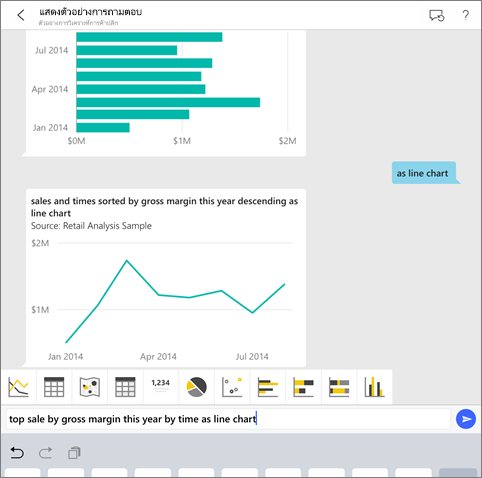 แสดงตัวอย่างการถามตอบ
ตัวอย่างการวิเคราะห์การค้าปลีก
?
Jul 2014
Apr 2014
Jan 2014
$0M $1M $2M
as line chart
sales and times sorted by gross margin this year descending as
line chart
Source: Retail Analysis Sample
$2M
$1M
Jan 2014 Apr 2014 Jul 2014
1,234
top sale by gross margin this year by time as line chart